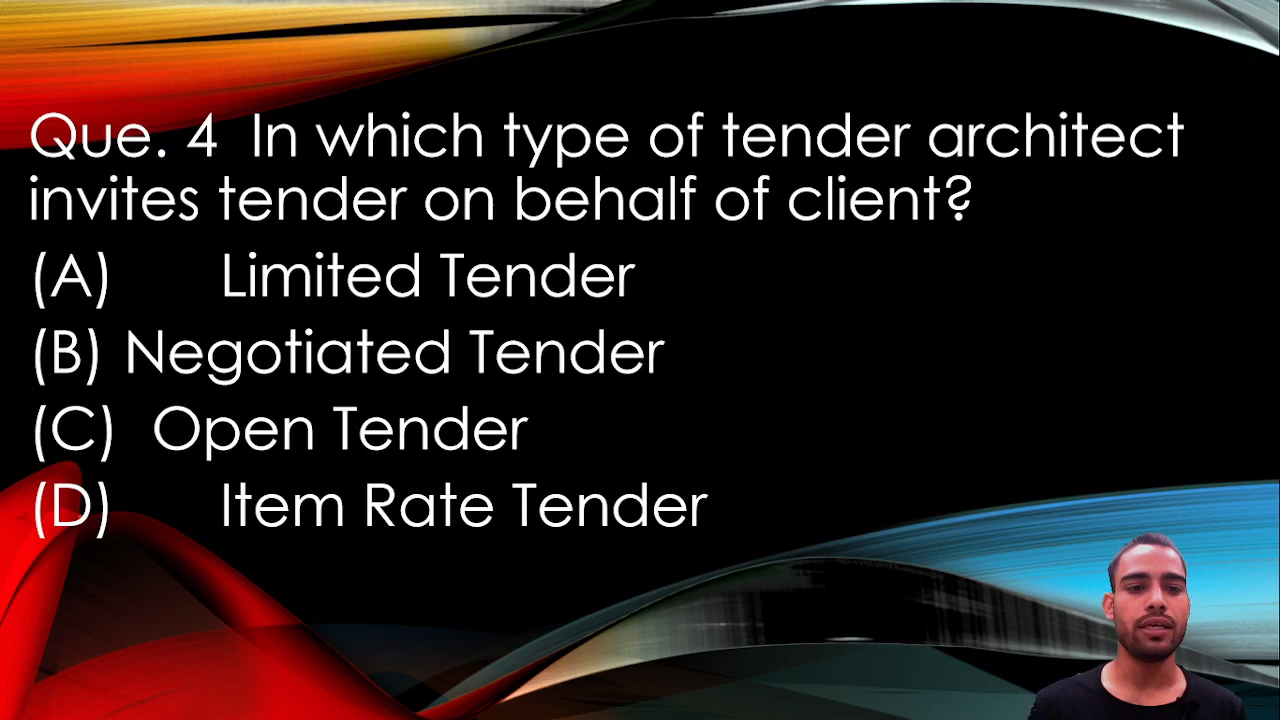 Que. 4 In which type of tender architect
invites tender on behalf of client?
(A) Limited Tender
(B) Negotiated Tender
(C) Open Tender
(D) Item Rate Tender